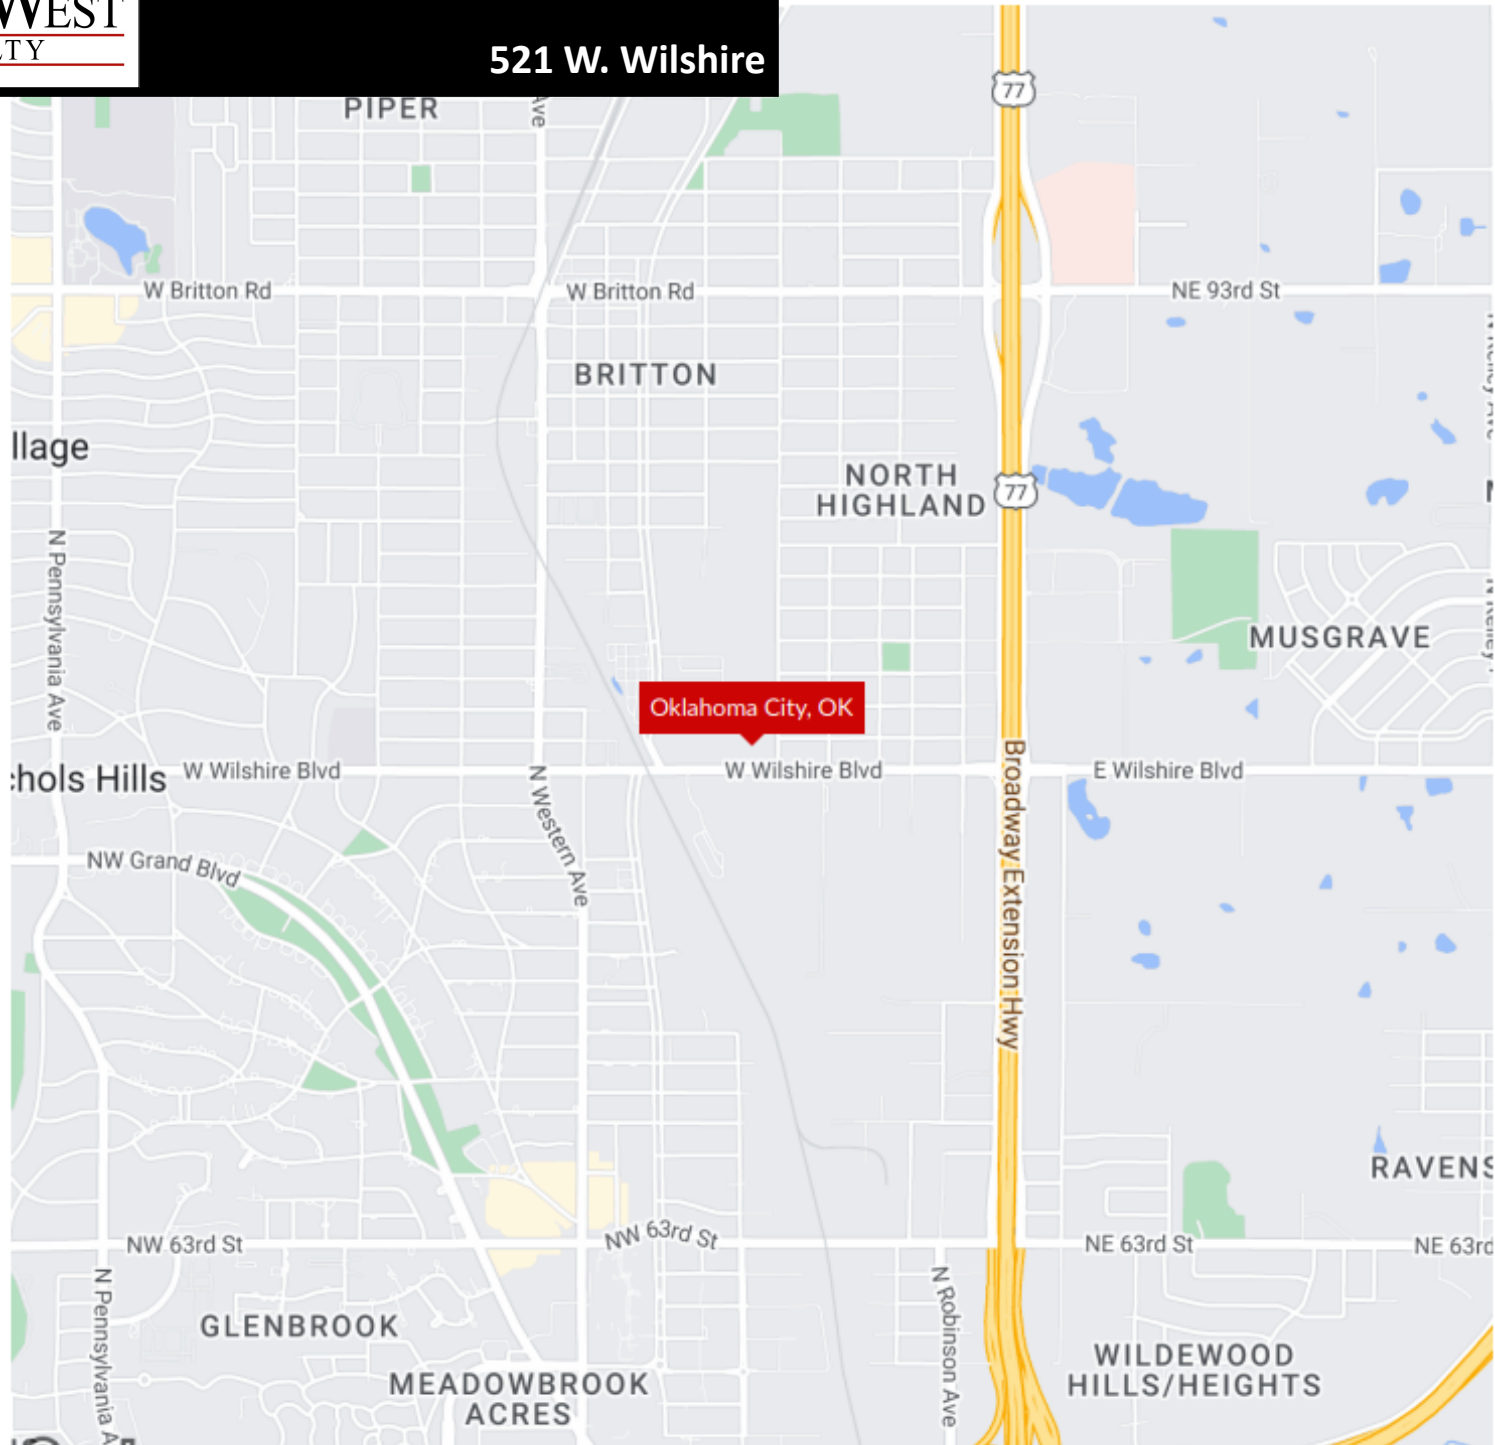 WEST
LTY
521 W. Wilshire
77
PIPER
Ave
W Britton Rd
W Britton Rd
NE 93rd St
BRITTON
llage
NORTH
HIGHLAND
77
N Pennsylvania Ave
MUSGRAVE
Oklahoma City, OK
chols Hills
W Wilshire Blvd
W Wilshire Blvd
E Wilshire Blvd
N Western Ave
Broadway Extension Hwy
NW Grand Blvd
RAVENS
NW 63rd St
NW 63rd St
NE 63rd St
NE 63rd
N Pennsylvania A
N Robinson Ave
GLENBROOK
WILDEWOOD
HILLS/HEIGHTS
MEADOWBROOK
ACRES